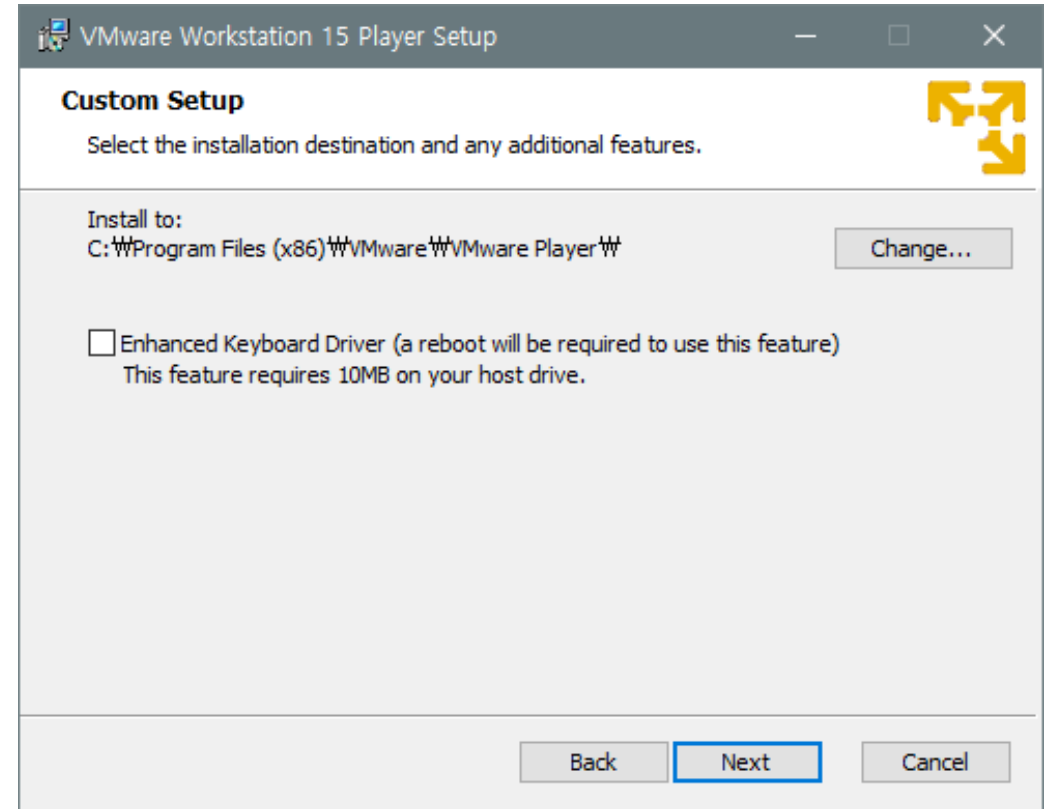 VMware Workstation 15 Player Setup
Custom Setup
Select the installation destination and any additional features.
Install to:
C:₩Program Files (x86)₩VMware₩VMware Player₩
Change...
Enhanced Keyboard Driver (a reboot will be required to use this feature)
This feature requires 10MB on your host drive.
Back Next Cancel